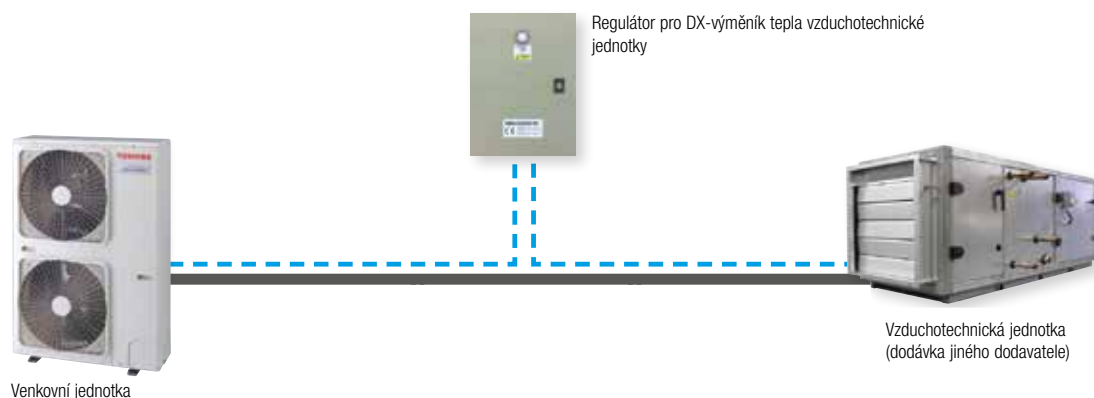 Regulátor pro DX-výměník tepla vzduchotechnické
jednotky
TOSHIBA
Vzduchotechnická jednotka
(dodávka jiného dodavatele)
Venkovní jednotka